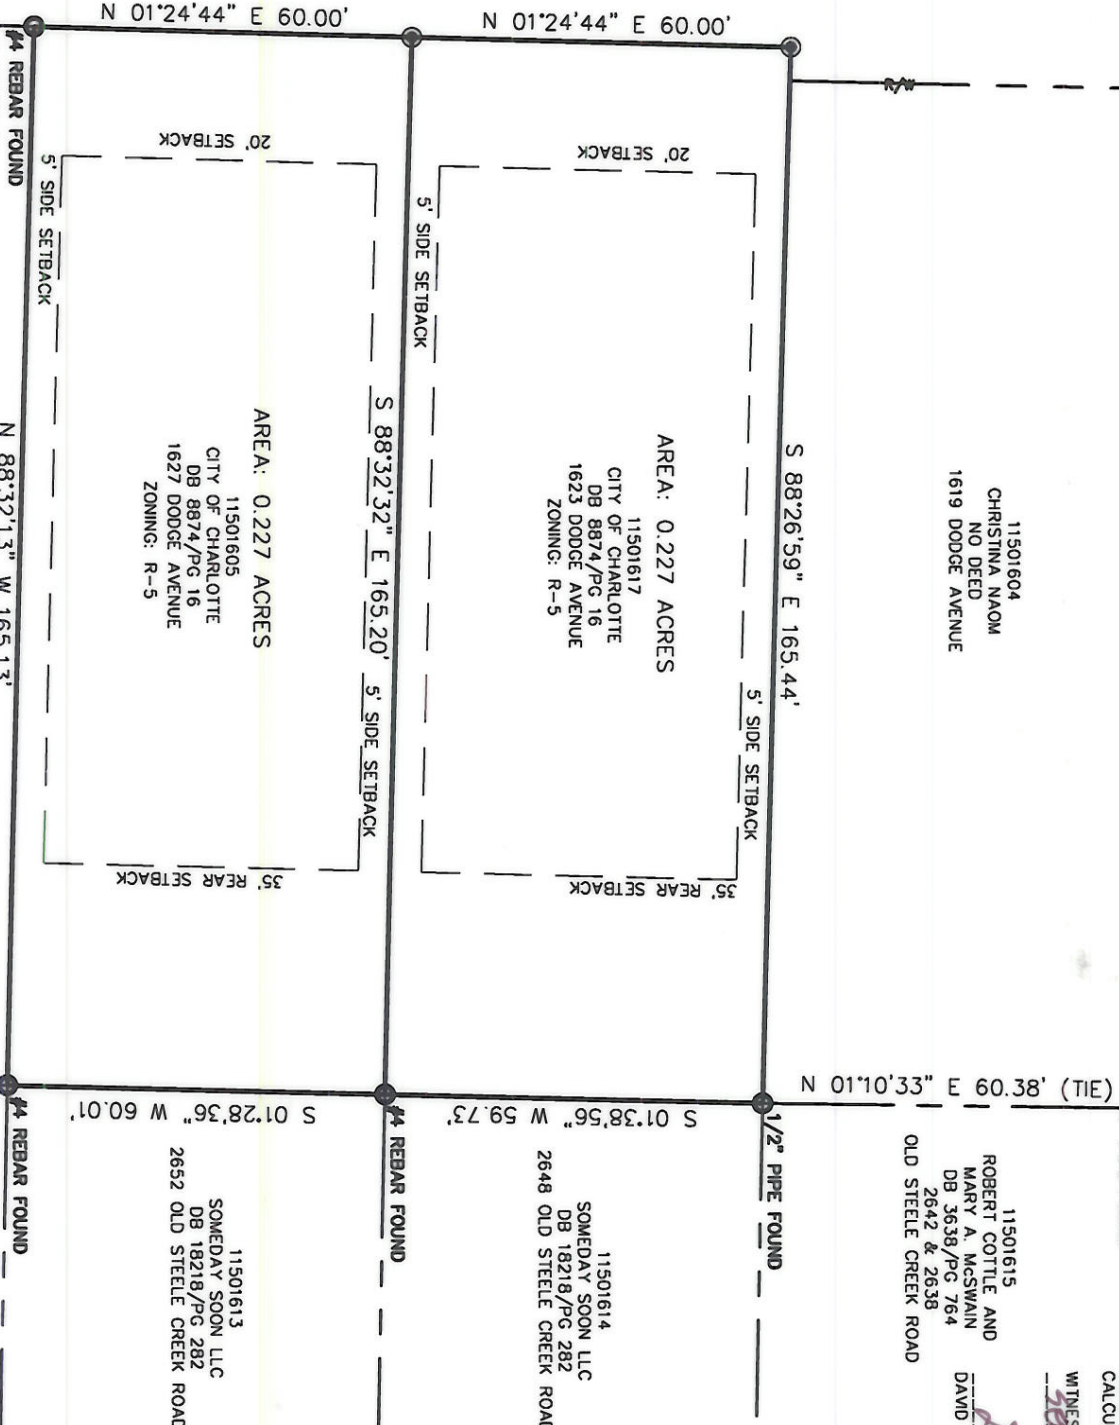 N 01°24'44" E 60.00'
N 01°24'44" E 60.00'
#4 REBAR FOUND
R/W
20' SETBACK
20' SETBACK
5' SIDE SETBACK
5' SIDE SETBACK
S 88°26'59" E 165.44'
11501604
CHRISTINA NAOM
NO DEED
1619 DODGE AVENUE
AREA: 0.227 ACRES
11501617
CITY OF CHARLOTTE
DB 8874/PG 16
1623 DODGE AVENUE
ZONING: R-5
S 88°32'32" E 165.20'
AREA: 0.227 ACRES
11501605
CITY OF CHARLOTTE
DB 8874/PG 16
1627 DODGE AVENUE
ZONING: R-5
N 88°32'13" W 165.13'
5' SIDE SETBACK
5' SIDE SETBACK
35' REAR SETBACK
35' REAR SETBACK
N 01°10'33" E 60.38' (TIE)
S 01°38'56" W 59.73'
S 01°28'36" W 60.01'
1/2" PIPE FOUND
#4 REBAR FOUND
#4 REBAR FOUND
11501615
ROBERT COTTLE AND
MARY A. McSWAIN
DB 3638/PG 764
2642 & 2638
OLD STEELE CREEK ROAD
11501614
SOMEDAY SOON LLC
DB 18218/PG 282
2648 OLD STEELE CREEK ROAD
11501613
SOMEDAY SOON LLC
DB 18218/PG 282
2652 OLD STEELE CREEK ROAD
CALCU
WITNES
DAVID